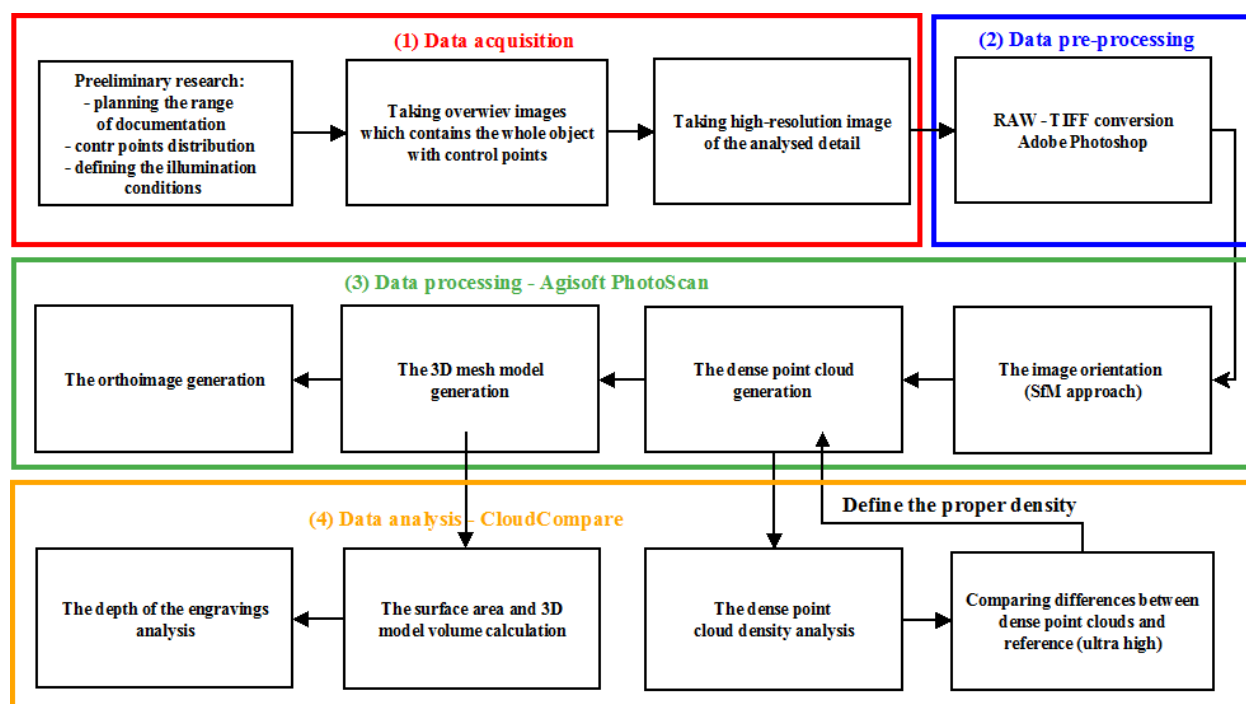 (1) Data acquisition
Preeliminary research:
- planning the range
of documentation
- contr points distribution
- defining the illumination
conditions
Taking overwiev images
which contains the whole object
with control points
Taking high-resolution image
of the analysed detail
(2) Data pre-processing
RAW - TIFF conversion
Adobe Photoshop
(3) Data processing - Agisoft PhotoScan
The orthoimage generation
The 3D mesh model
generation
The dense point cloud
generation
The image orientation
(SfM approach)
(4) Data analysis - CloudCompare
Define the proper density
The depth of the engravings
analysis
The surface area and 3D
model volume calculation
The dense point
cloud density analysis
Comparing differences between
dense point clouds and
reference (ultra high)